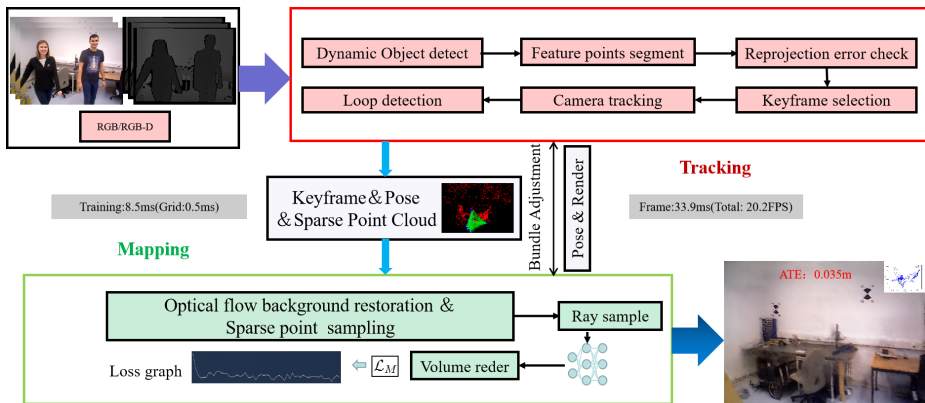 RGB/RGB-D
Dynamic Object detect
Feature points segment
Reprojection error check
Loop detection
Camera tracking
Keyframe selection
Tracking
Bundle Adjustment
Pose & Render
Keyframe & Pose
& Sparse Point Cloud
Training:8.5ms(Grid:0.5ms)
Frame:33.9ms(Total: 20.2FPS)
Mapping
Optical flow background restoration &
Sparse point sampling
Ray sample
Loss graph
ℒM
Volume reder
ATE：0.035m